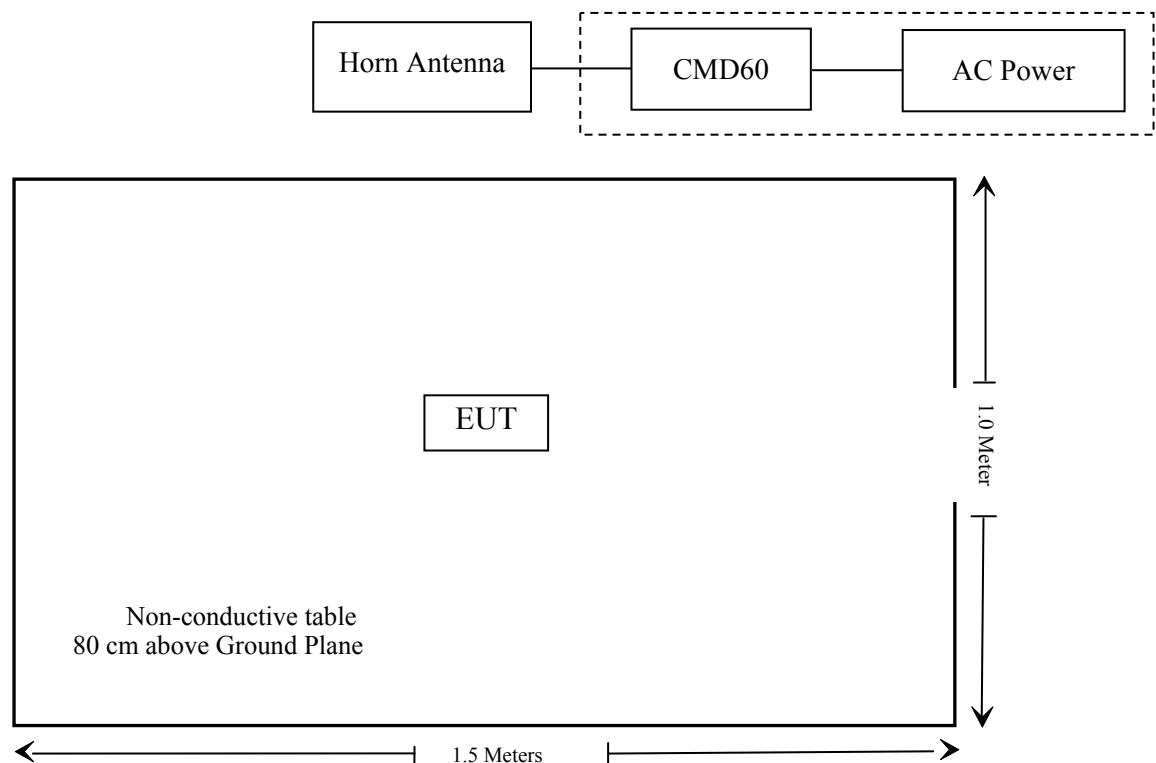 Horn Antenna
CMD60
AC Power
EUT
1.0 Meter
Non-conductive table
80 cm above Ground Plane
1.5 Meters